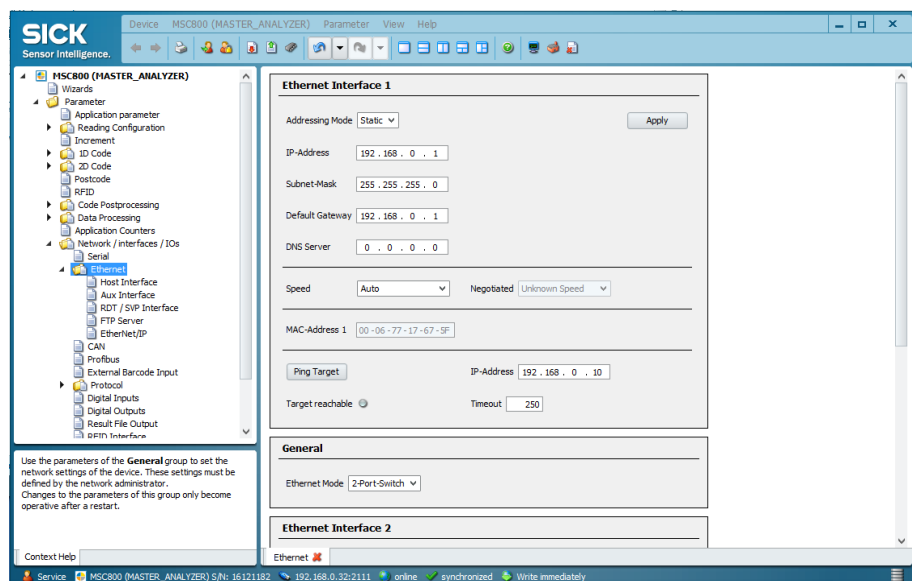 SICK
Sensor Intelligence.
Device MSC800 (MASTER_ANALYZER) Parameter View Help
MSC800 (MASTER_ANALYZER)
Wizards
Parameter
Application parameter
Reading Configuration
Increment
1D Code
2D Code
Postcode
RFID
Code Postprocessing
Data Processing
Application Counters
Network / interfaces / IOs
Serial
Ethernet
Host Interface
Aux Interface
RDT / SVP Interface
FTP Server
EtherNet/IP
CAN
Profibus
External Barcode Input
Protocol
Digital Inputs
Digital Outputs
Result File Output
RFID Interface
Use the parameters of the General group to set the
network settings of the device. These settings must be
defined by the network administrator.
Changes to the parameters of this group only become
operative after a restart.
Context Help
Ethernet Interface 1
Addressing Mode Static Apply
IP-Address 192 . 168 . 0 . 1
Subnet-Mask 255 . 255 . 255 . 0
Default Gateway 192 . 168 . 0 . 1
DNS Server 0 . 0 . 0 . 0
Speed Auto Negotiated Unknown Speed
MAC-Address 1 00-06-77-17-67-5F
Ping Target IP-Address 192 . 168 . 0 . 10
Target reachable Timeout 250
General
Ethernet Mode 2-Port-Switch
Ethernet Interface 2
Ethernet
Service MSC800 (MASTER_ANALYZER) S/N: 16121182 192.168.0.32:2111 online synchronized Write immediately